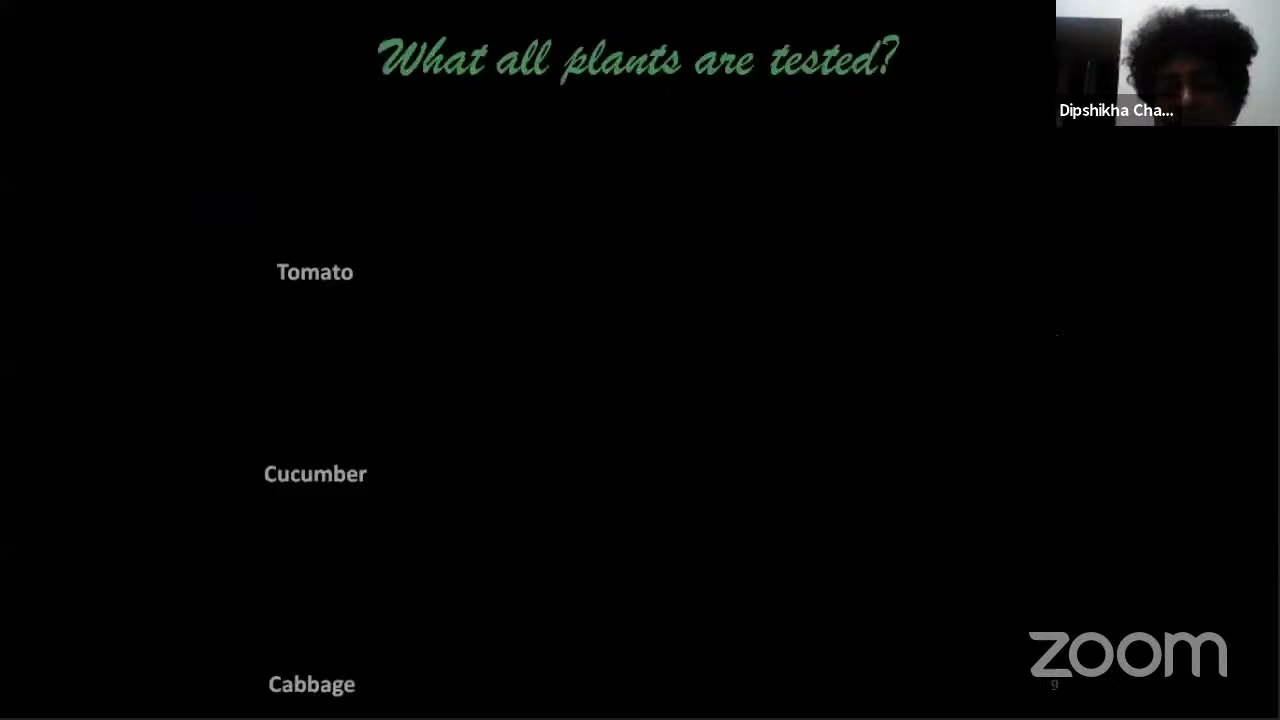 What all plants are tested?
Dipshikha Cha...
Tomato
Cucumber
Cabbage
zoom
9